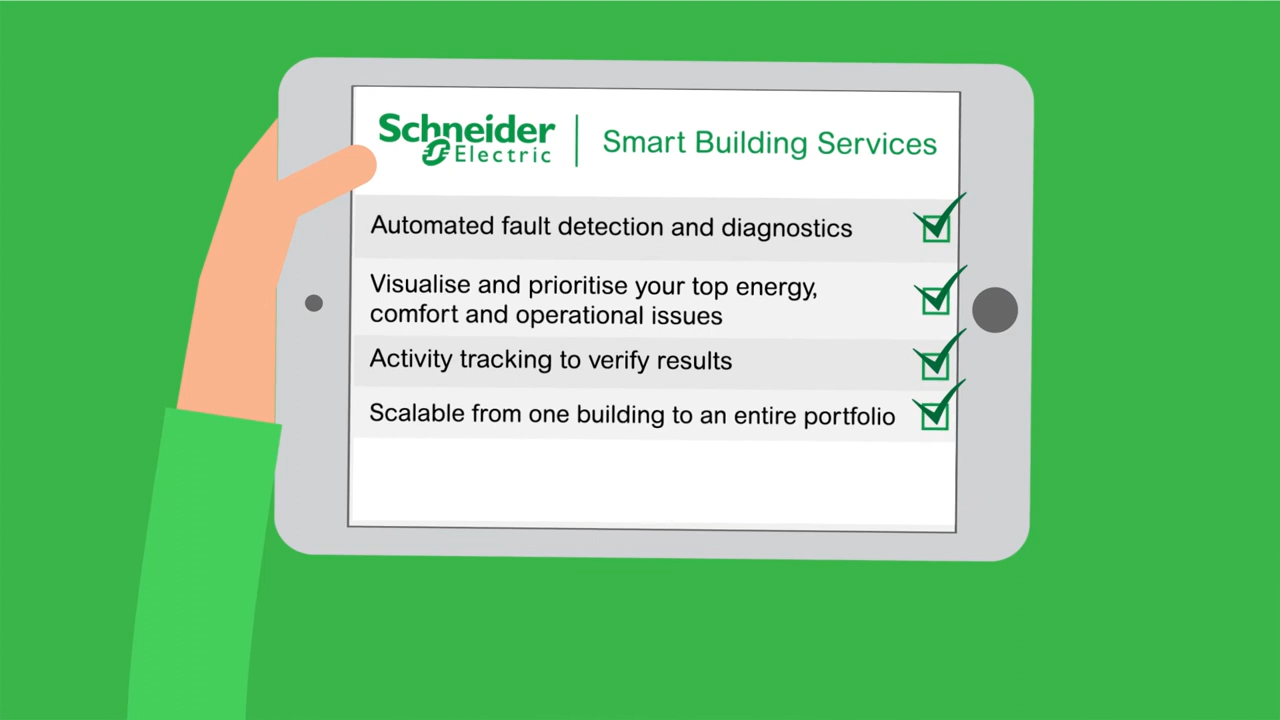 Schneider
Electric
Smart Building Services
Automated fault detection and diagnostics
Visualise and prioritise your top energy,
comfort and operational issues
Activity tracking to verify results
Scalable from one building to an entire portfolio